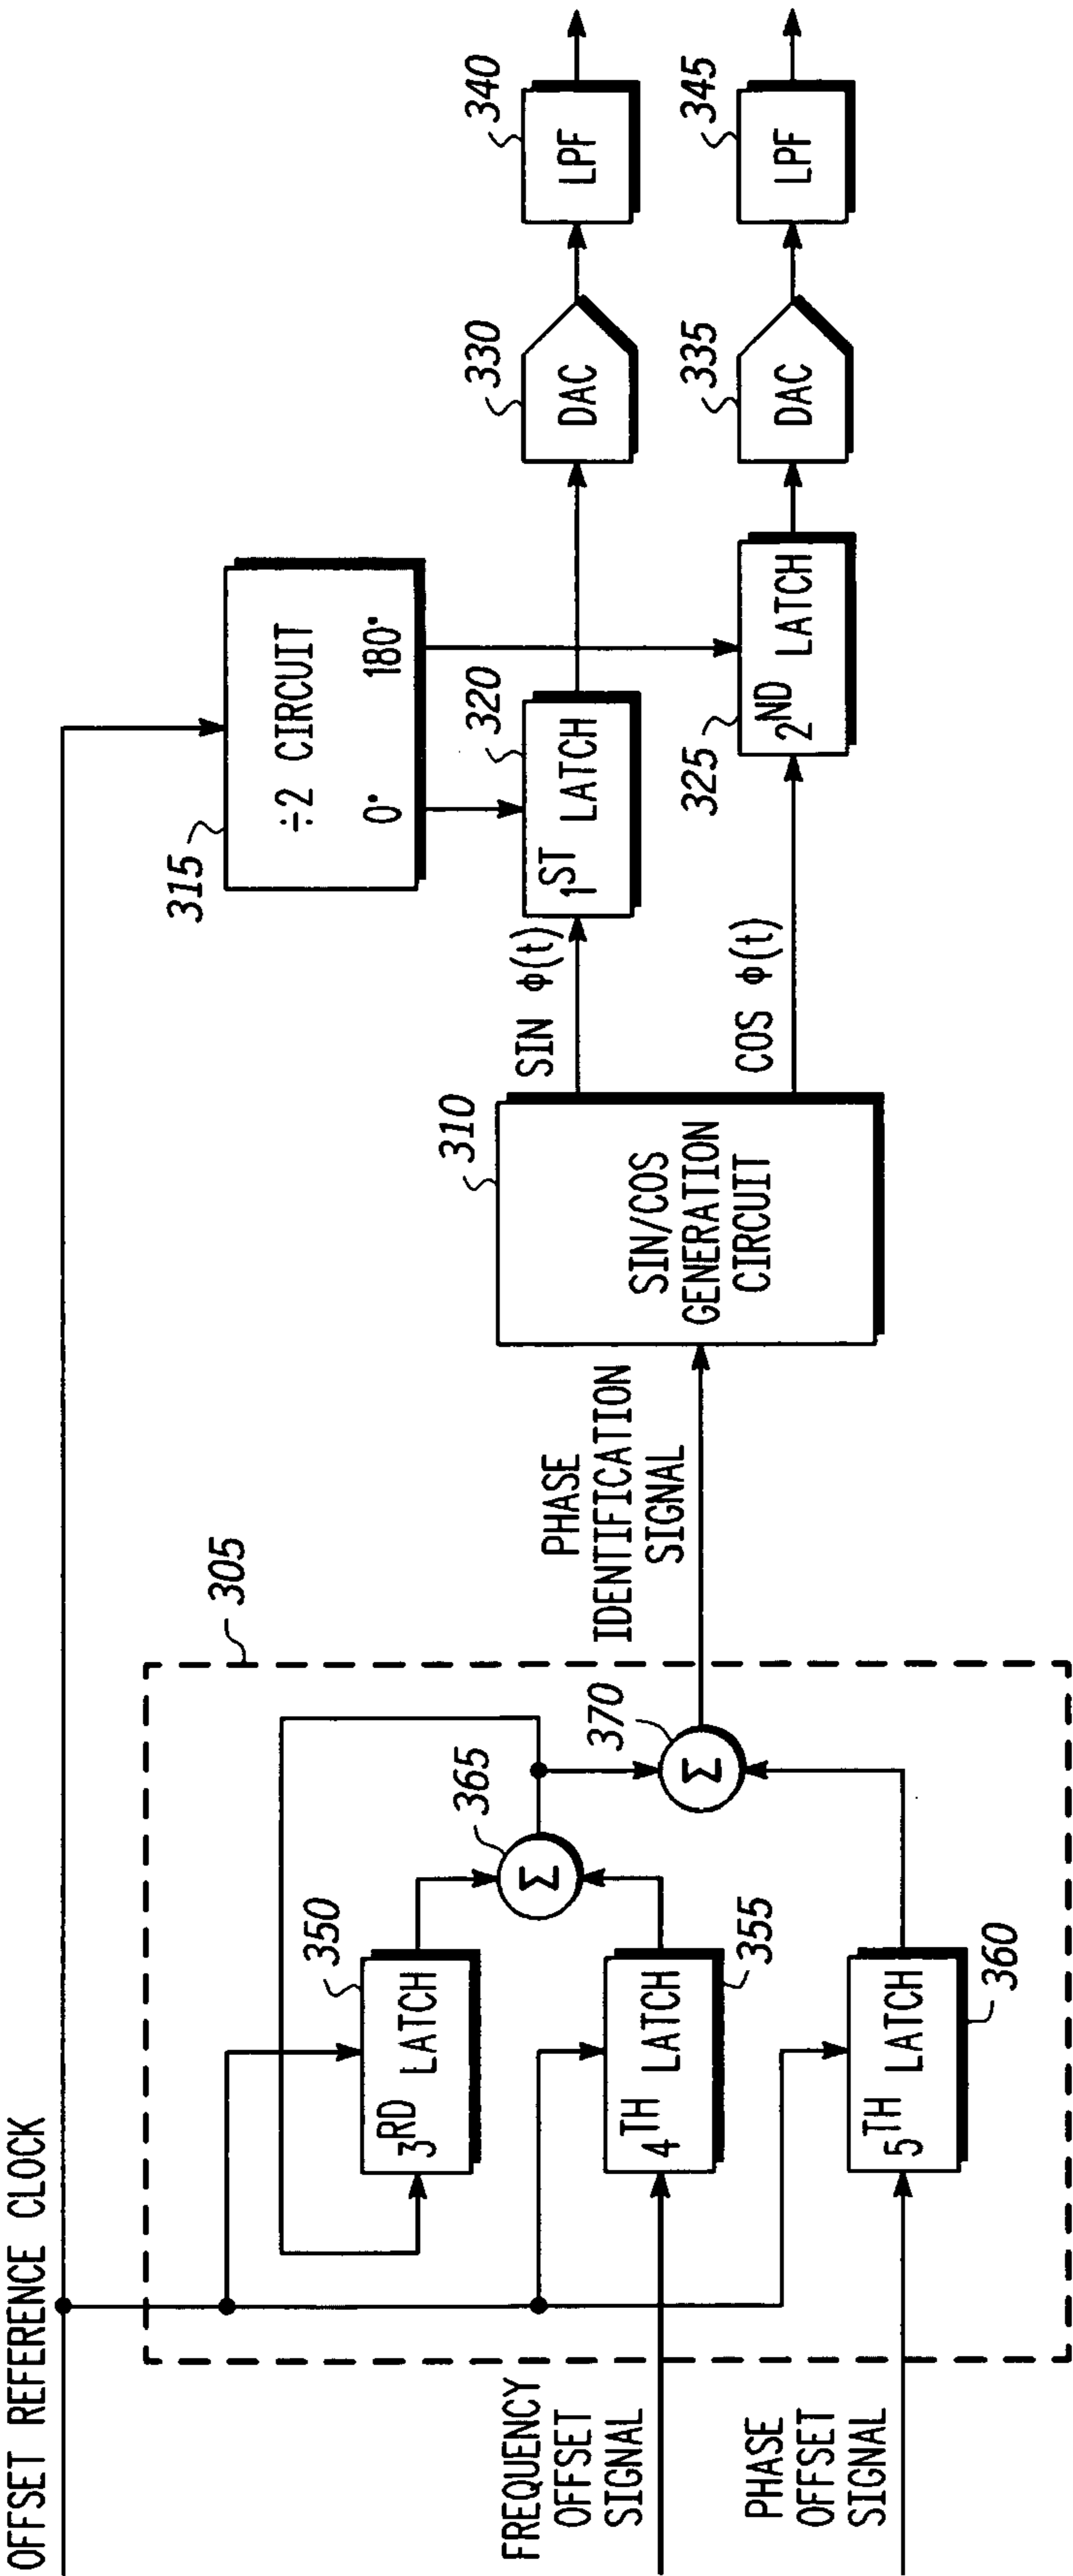 OFFSET REFERENCE CLOCK
305
3RD LATCH
350
365
Σ
4TH LATCH
355
370
Σ
5TH LATCH
360
FREQUENCY
OFFSET
SIGNAL
PHASE
OFFSET
SIGNAL
PHASE
IDENTIFICATION
SIGNAL
310
SIN/COS
GENERATION
CIRCUIT
SIN ϕ(t)
COS ϕ(t)
315
÷2 CIRCUIT
0° 180°
320
1ST LATCH
325
2ND LATCH
330
DAC
335
DAC
340
LPF
345
LPF